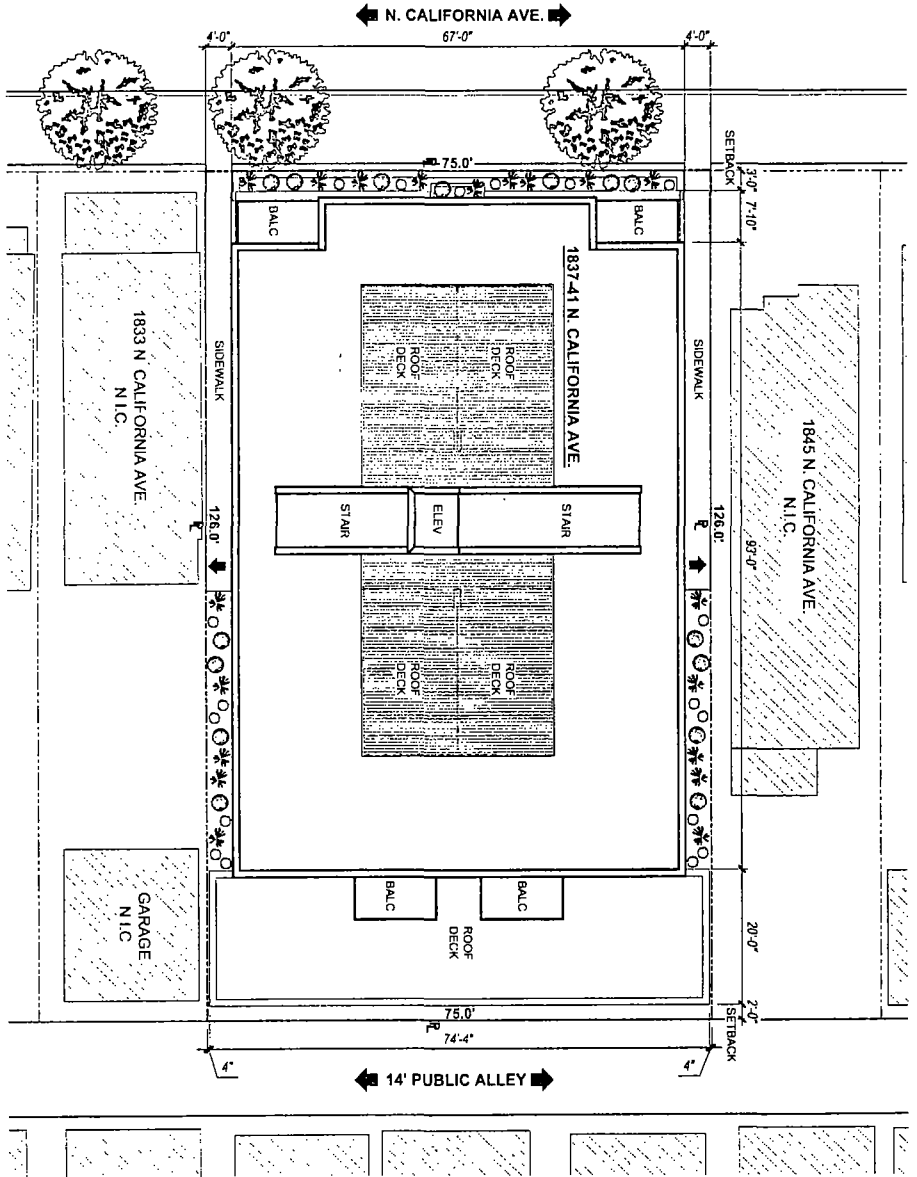 N. CALIFORNIA AVE.
4'-0"
67'-0"
4'-0"
SETBACK
75.0'
3'-0"
7'-10"
BALC
BALC
1837-41 N. CALIFORNIA AVE.
1833 N CALIFORNIA AVE.
N I.C.
SIDEWALK
ROOF
DECK
ROOF
DECK
SIDEWALK
1845 N. CALIFORNIA AVE.
N.I.C.
126.0'
STAIR
ELEV
STAIR
126.0'
93'-0"
ROOF
DECK
ROOF
DECK
GARAGE
N I.C
BALC
BALC
ROOF
DECK
20'-0"
2'-0"
SETBACK
75.0'
74'-4"
4"
4"
14' PUBLIC ALLEY